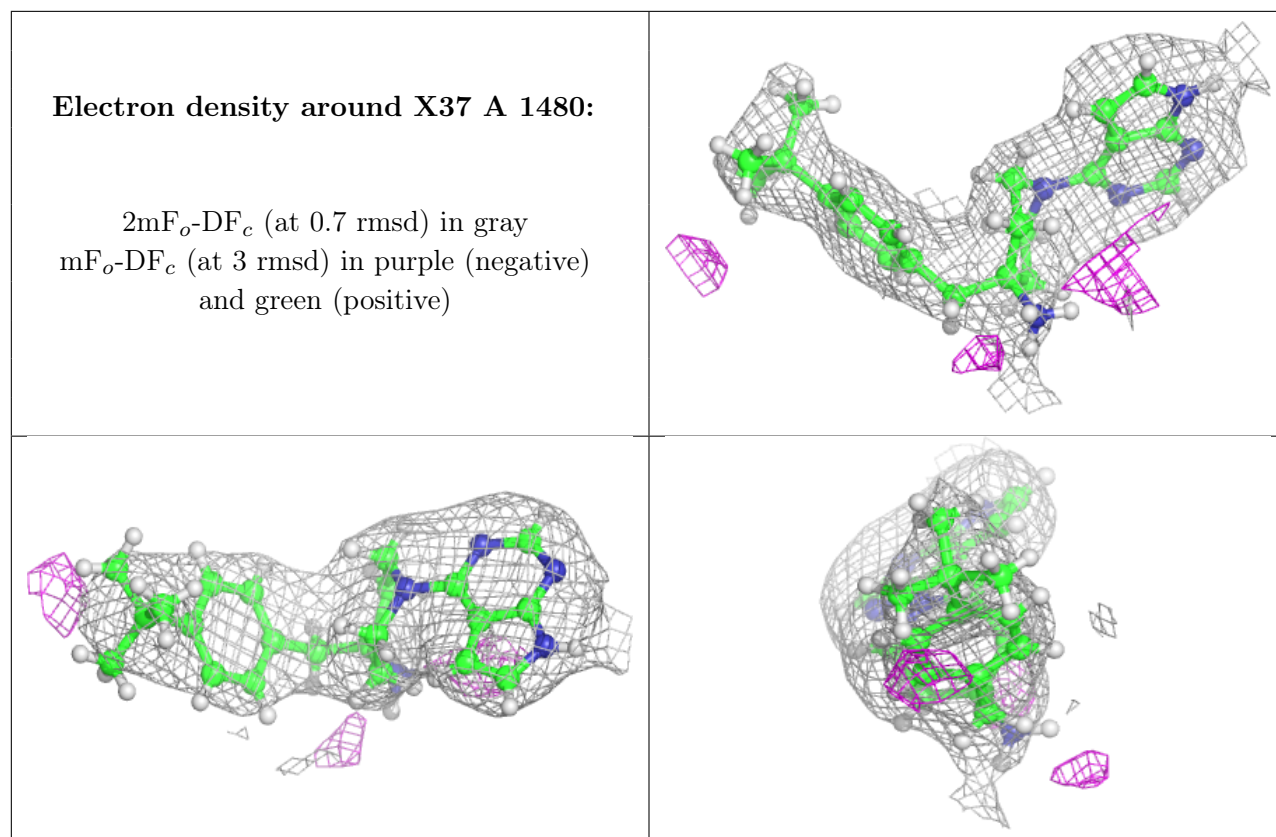 Electron density around X37 A 1480:
2mFₒ-DF𝒸 (at 0.7 rmsd) in gray
mFₒ-DF𝒸 (at 3 rmsd) in purple (negative)
and green (positive)